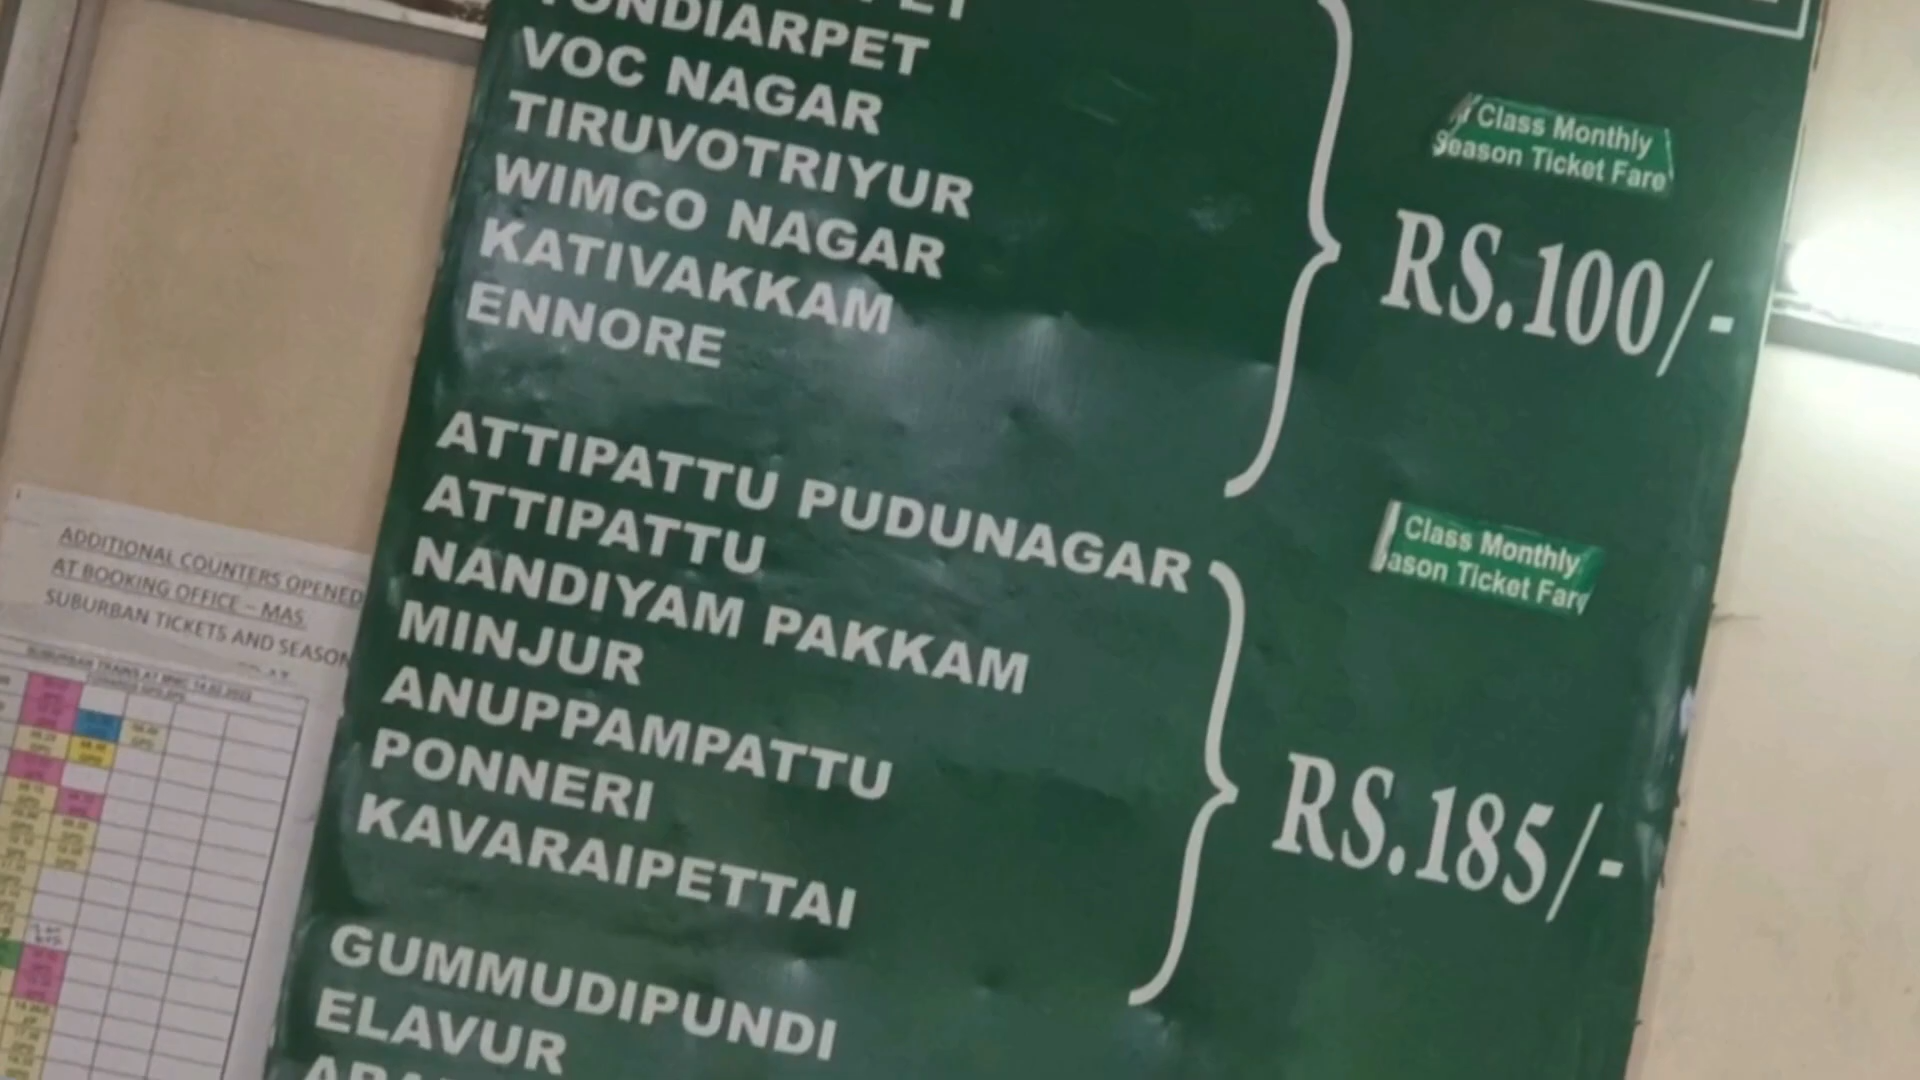 TONDIARPET
VOC NAGAR
TIRUVOTRIYUR
WIMCO NAGAR
KATIVAKKAM
ENNORE
Class Monthly
Season Ticket Fare
RS.100/-
ATTIPATTU PUDUNAGAR
ATTIPATTU
NANDIYAM PAKKAM
MINJUR
ANUPPAMPATTU
PONNERI
KAVARAIPETTAI
Class Monthly
ason Ticket Fare
RS.185/-
GUMMUDIPUNDI
ELAVUR
ADDITIONAL COUNTERS OPENED
AT BOOKING OFFICE – MAS
SUBURBAN TICKETS AND SEASON